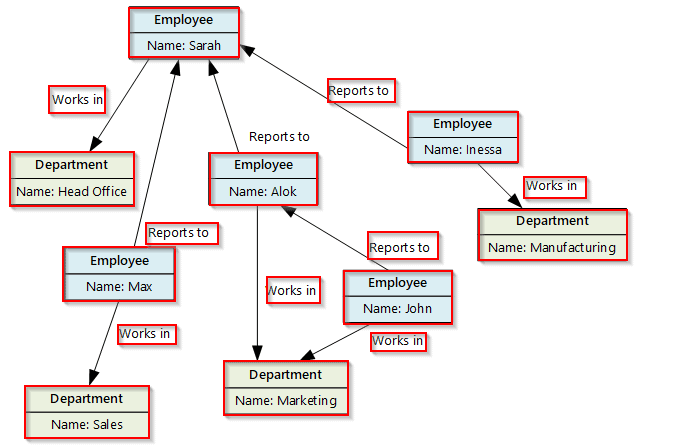 Employee
Name: Sarah
Works in
Reports to
Employee
Name: Inessa
Reports to
Department
Name: Head Office
Employee
Name: Alok
Works in
Department
Name: Manufacturing
Reports to
Reports to
Employee
Name: Max
Employee
Name: John
Works in
Works in
Works in
Department
Name: Marketing
Department
Name: Sales